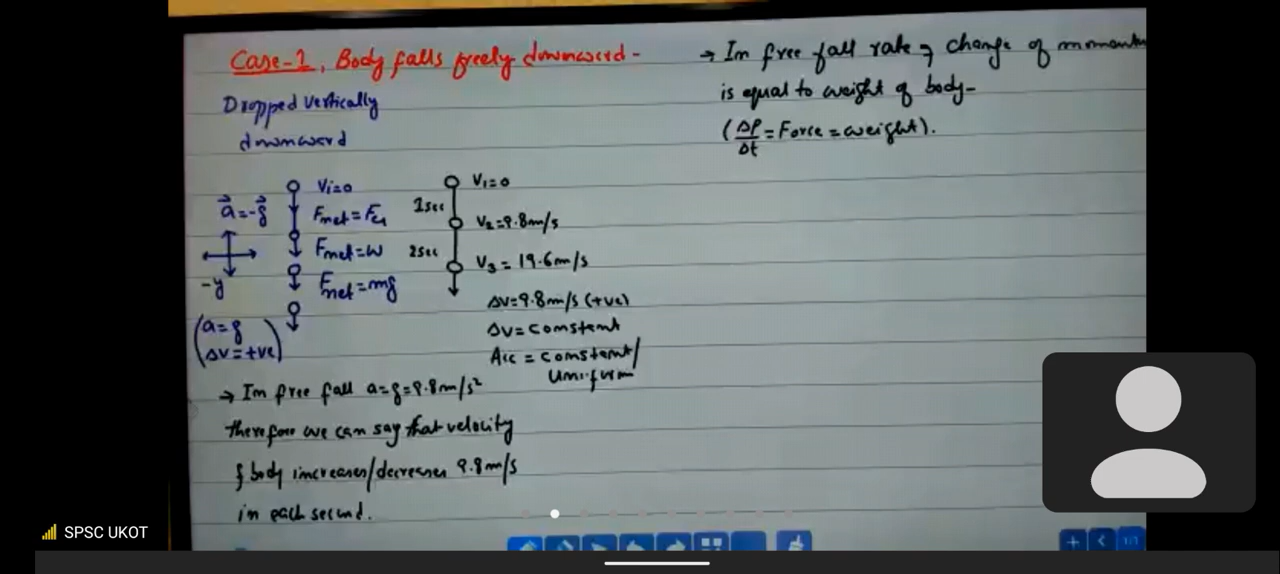 Case-1, Body falls freely downward-
Dropped vertically
downward
Vi=0
a⃗=-g⃗
Fnet=FG
Fnet=w
-y
Fnet=mg
(a=g
Δv=+ve)
V1=0
1sec
V2=9.8m/s
2sec
V3=19.6m/s
Δv=9.8m/s(+ve)
Δv=constant
Acc=constant/
Uniform
→ In free fall a=g=9.8m/s²
therefore we can say that velocity
of body increases/decreases 9.8m/s
in each second.
→ In free fall rate of change of momentu
is equal to weight of body-
(Δp/Δt=Force=weight).
SPSC UKOT
1/1